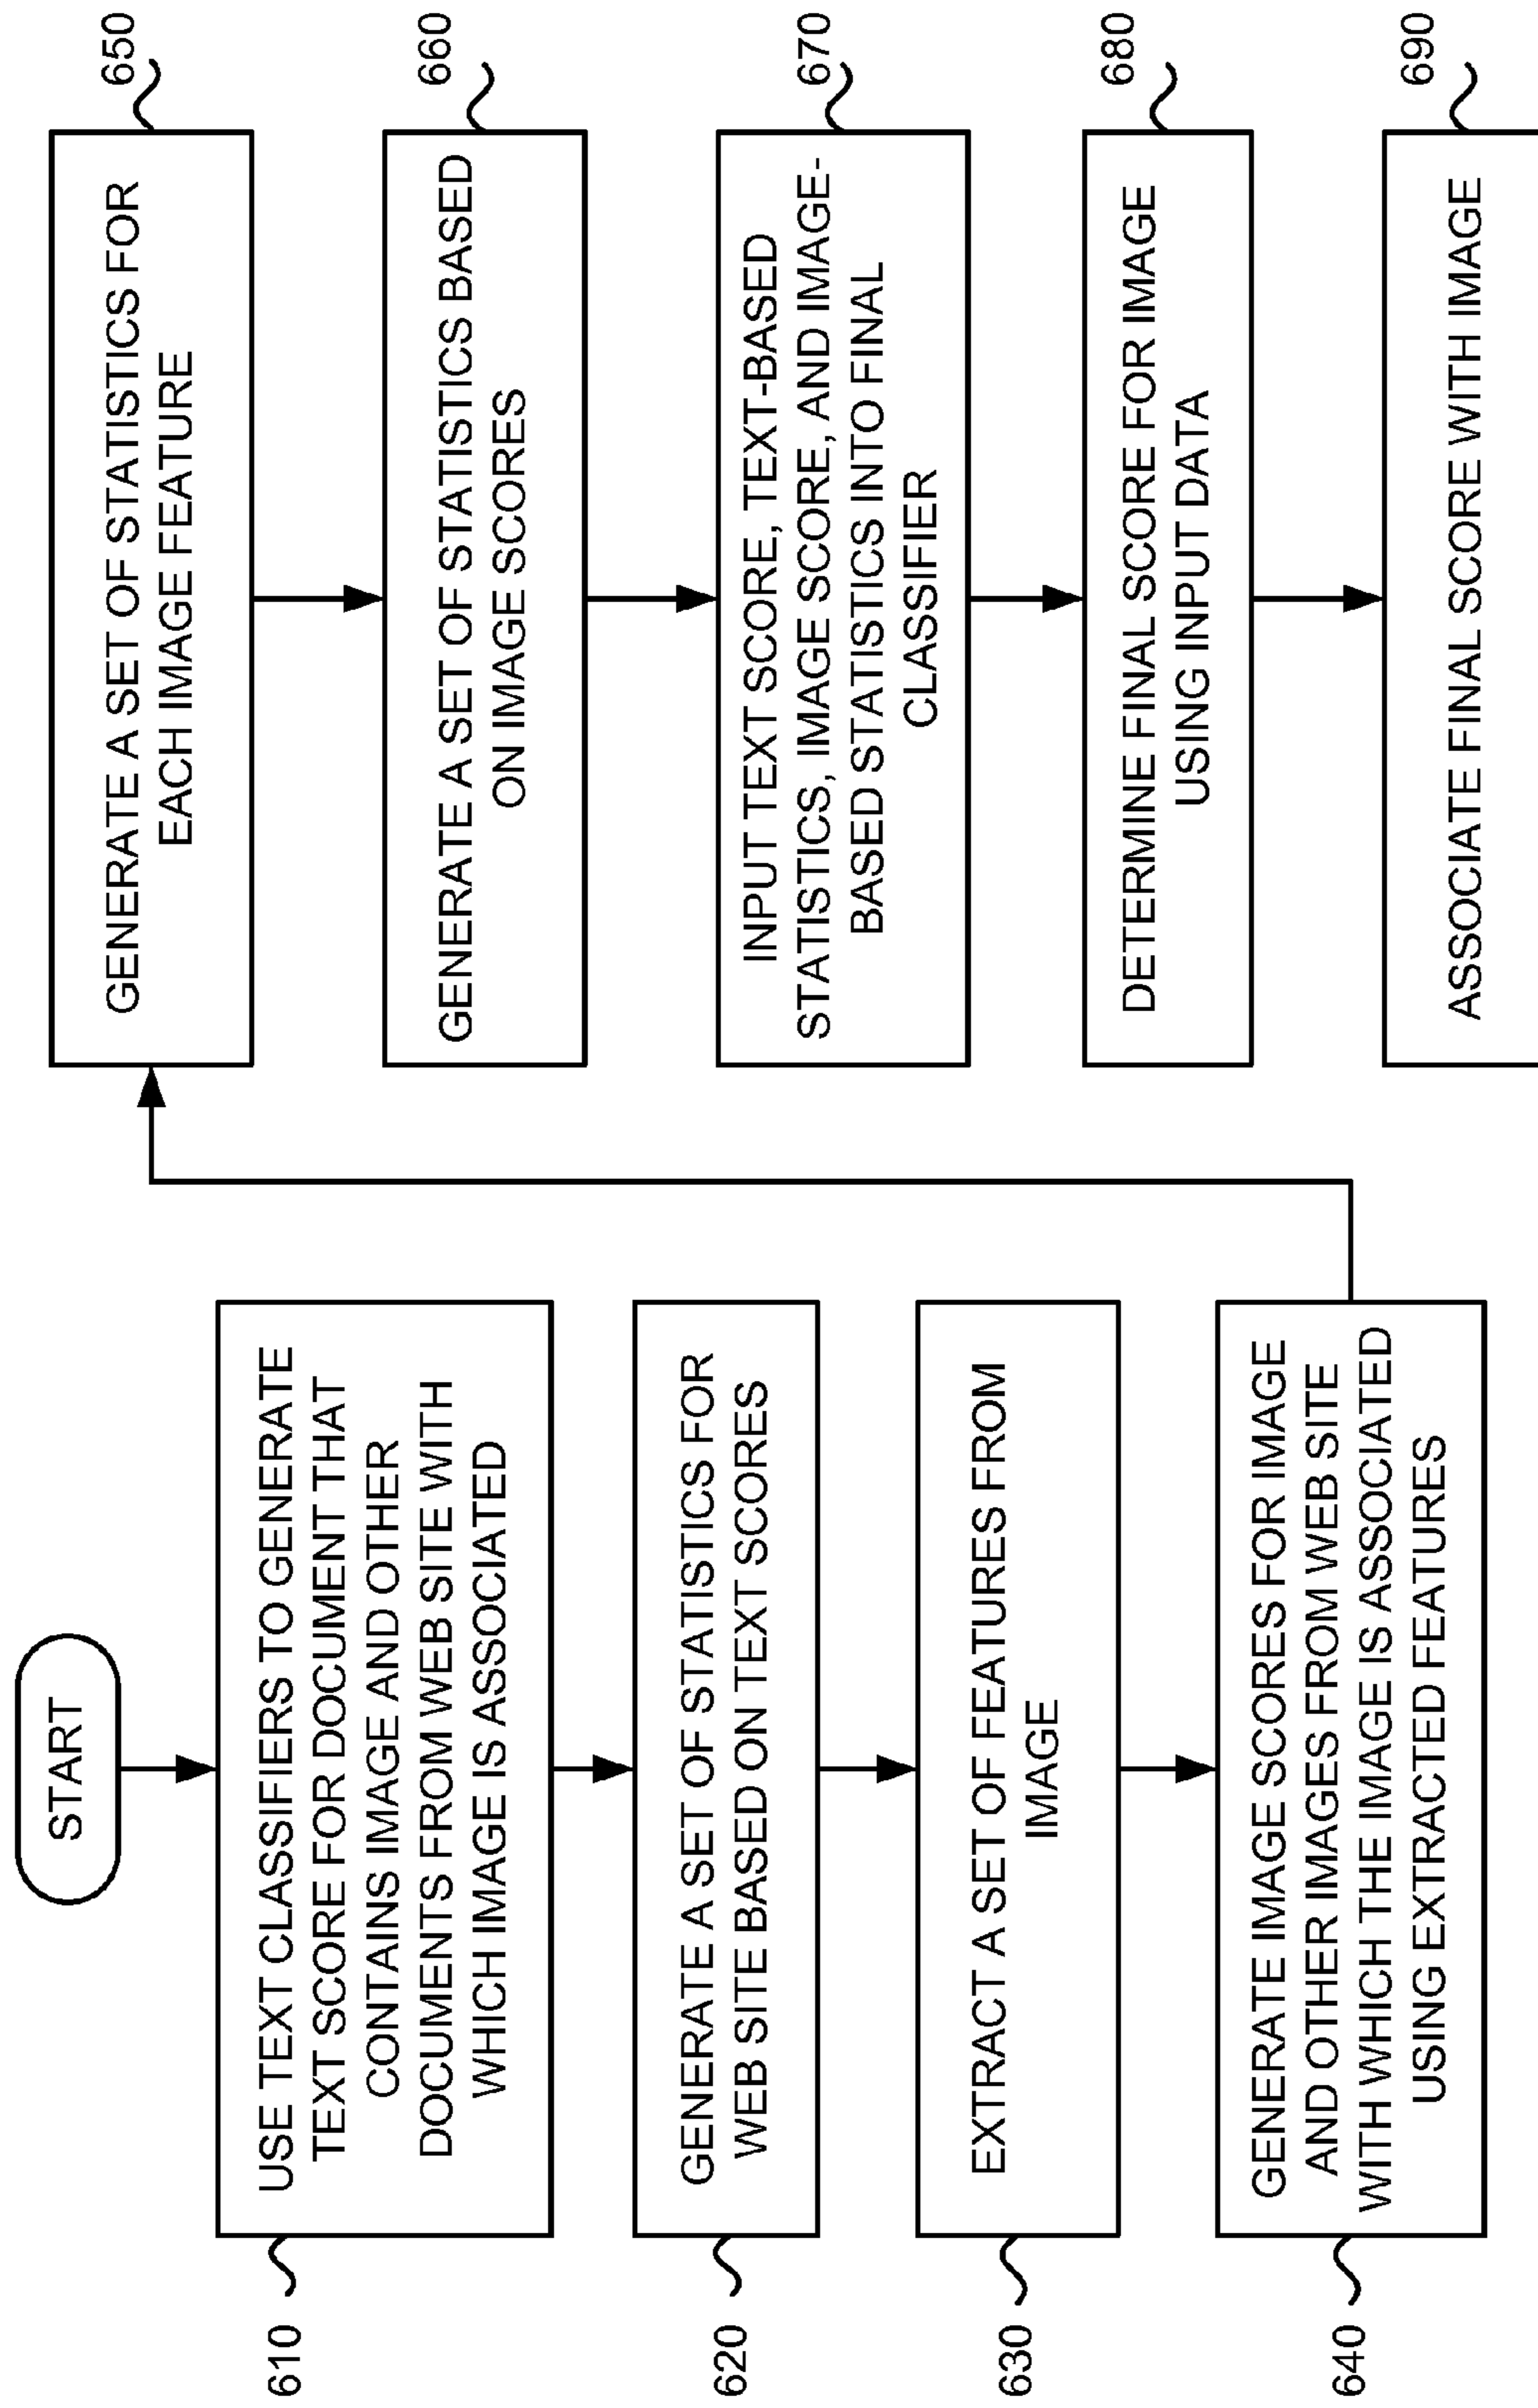 START
USE TEXT CLASSIFIERS TO GENERATE
TEXT SCORE FOR DOCUMENT THAT
CONTAINS IMAGE AND OTHER
DOCUMENTS FROM WEB SITE WITH
WHICH IMAGE IS ASSOCIATED
610
GENERATE A SET OF STATISTICS FOR
WEB SITE BASED ON TEXT SCORES
620
EXTRACT A SET OF FEATURES FROM
IMAGE
630
GENERATE IMAGE SCORES FOR IMAGE
AND OTHER IMAGES FROM WEB SITE
WITH WHICH THE IMAGE IS ASSOCIATED
USING EXTRACTED FEATURES
640
GENERATE A SET OF STATISTICS FOR
EACH IMAGE FEATURE
650
GENERATE A SET OF STATISTICS BASED
ON IMAGE SCORES
660
INPUT TEXT SCORE, TEXT-BASED
STATISTICS, IMAGE SCORE, AND IMAGE-
BASED STATISTICS INTO FINAL
CLASSIFIER
670
DETERMINE FINAL SCORE FOR IMAGE
USING INPUT DATA
680
ASSOCIATE FINAL SCORE WITH IMAGE
690